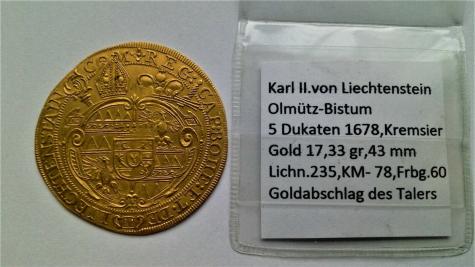 Karl II.von Liechtenstein
Olmütz-Bistum
5 Dukaten 1678,Kremsier
Gold 17,33 gr,43 mm
Lichn.235,KM- 78,Frbg.60
Goldabschlag des Talers